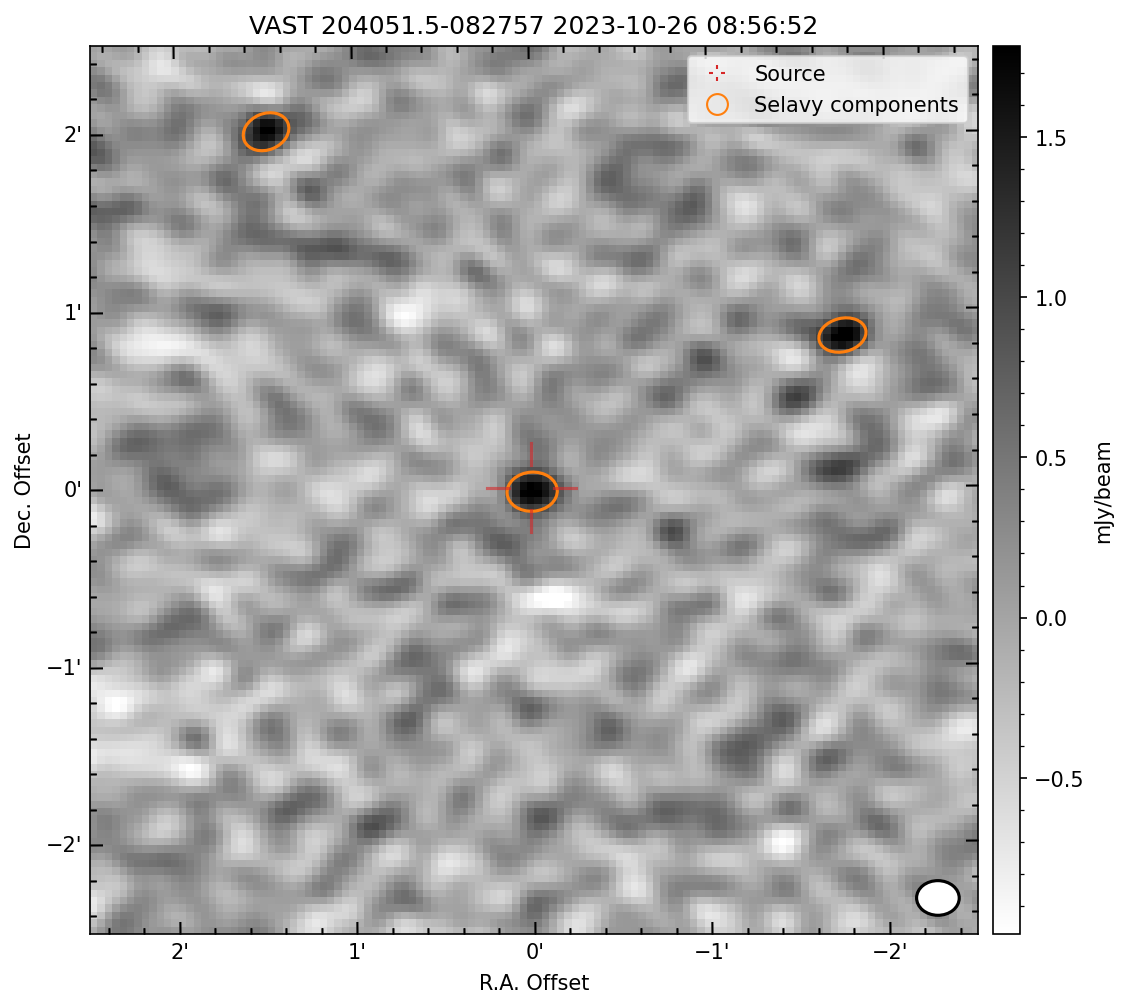 VAST 204051.5-082757 2023-10-26 08:56:52
Source
Selavy components
2'
1'
0'
−1'
−2'
Dec. Offset
2'
1'
0'
−1'
−2'
R.A. Offset
1.5
1.0
0.5
0.0
−0.5
mJy/beam